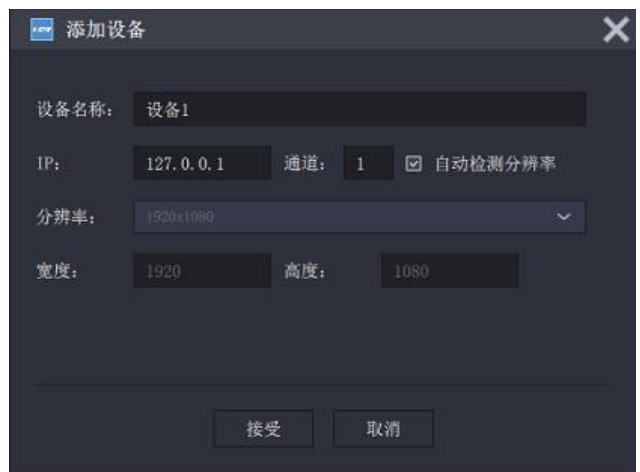 添加设备
设备名称: 设备1
IP: 127.0.0.1 通道: 1 自动检测分辨率
分辨率: 1920x1080
宽度: 1920 高度: 1080
接受 取消